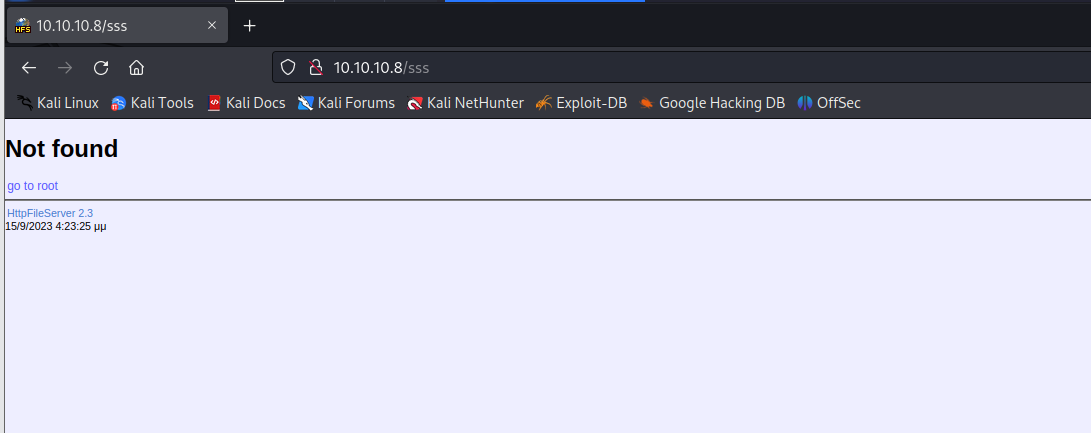 HFS 10.10.10.8/sss
10.10.10.8/sss
Kali Linux Kali Tools Kali Docs Kali Forums Kali NetHunter Exploit-DB Google Hacking DB OffSec
Not found
go to root
HttpFileServer 2.3
15/9/2023 4:23:25 μμ